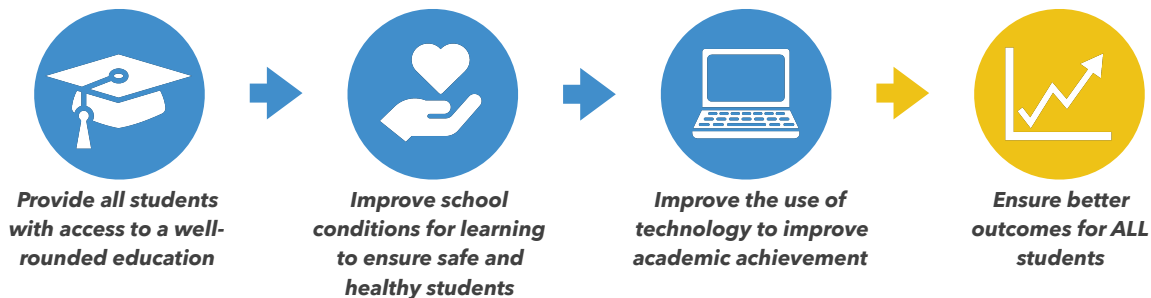 Provide all students
with access to a well-
rounded education
Improve school
conditions for learning
to ensure safe and
healthy students
Improve the use of
technology to improve
academic achievement
Ensure better
outcomes for ALL
students